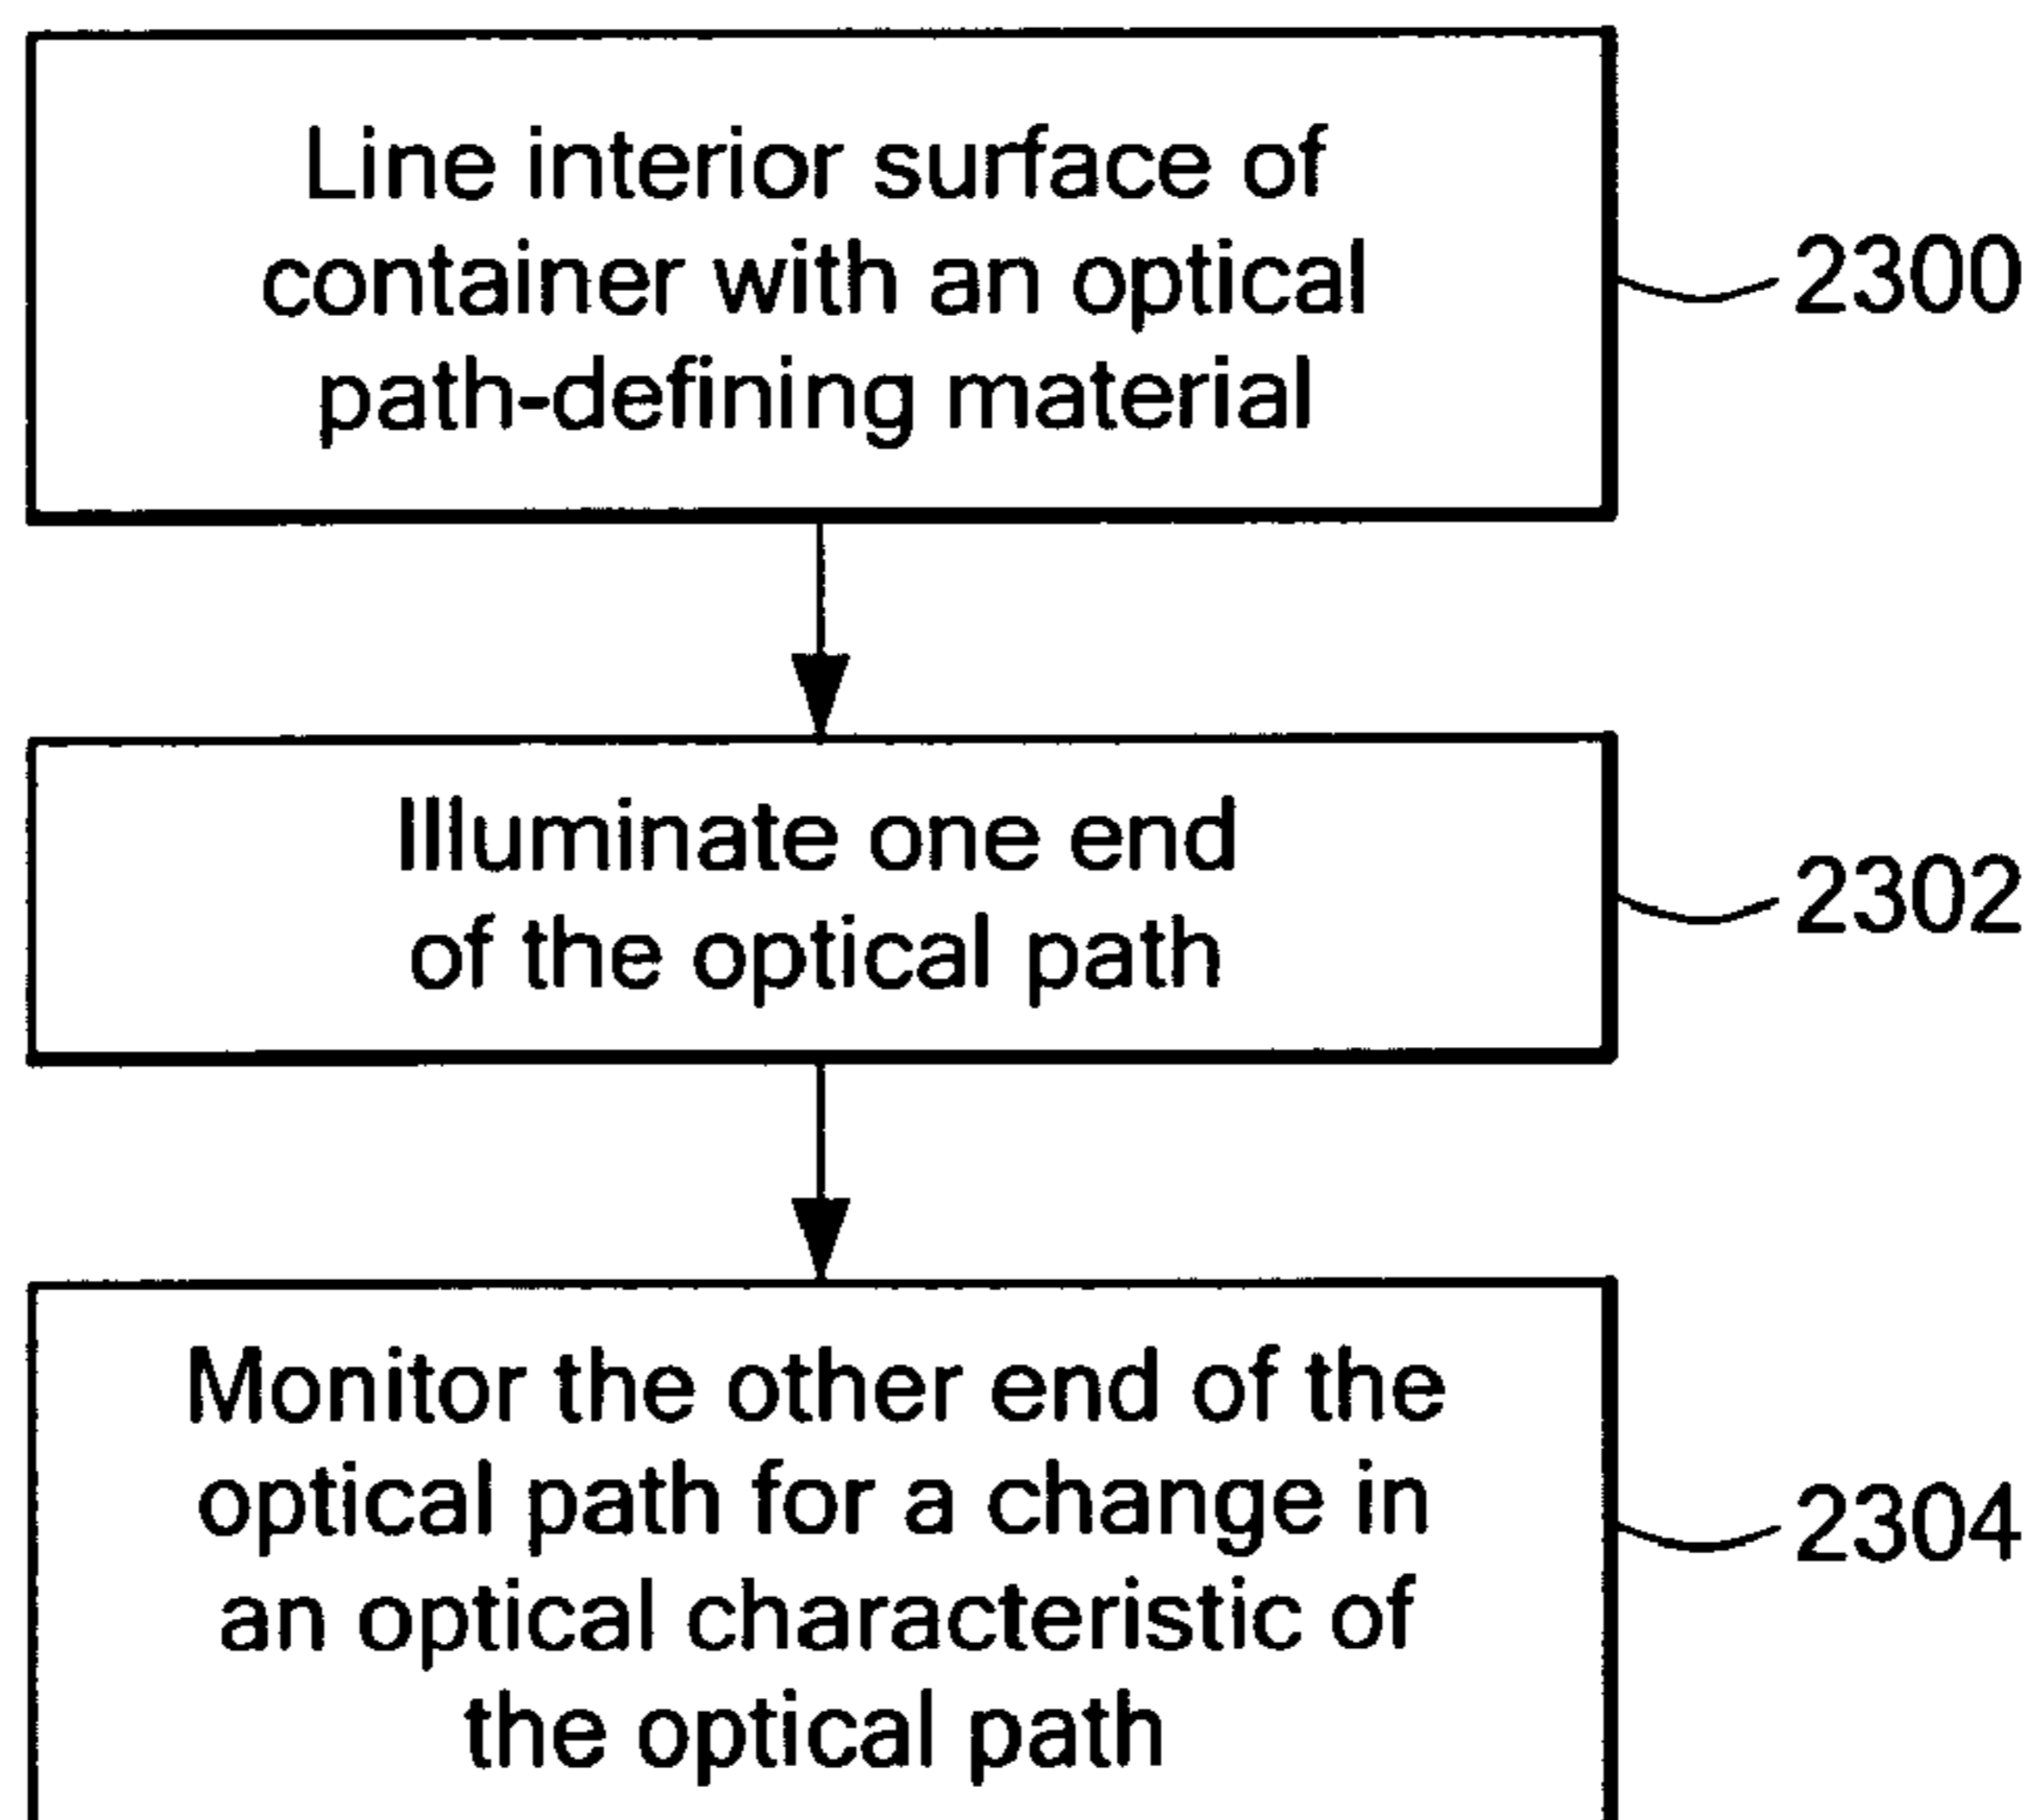 Line interior surface of
container with an optical
path-defining material
2300
Illuminate one end
of the optical path
2302
Monitor the other end of the
optical path for a change in
an optical characteristic of
the optical path
2304